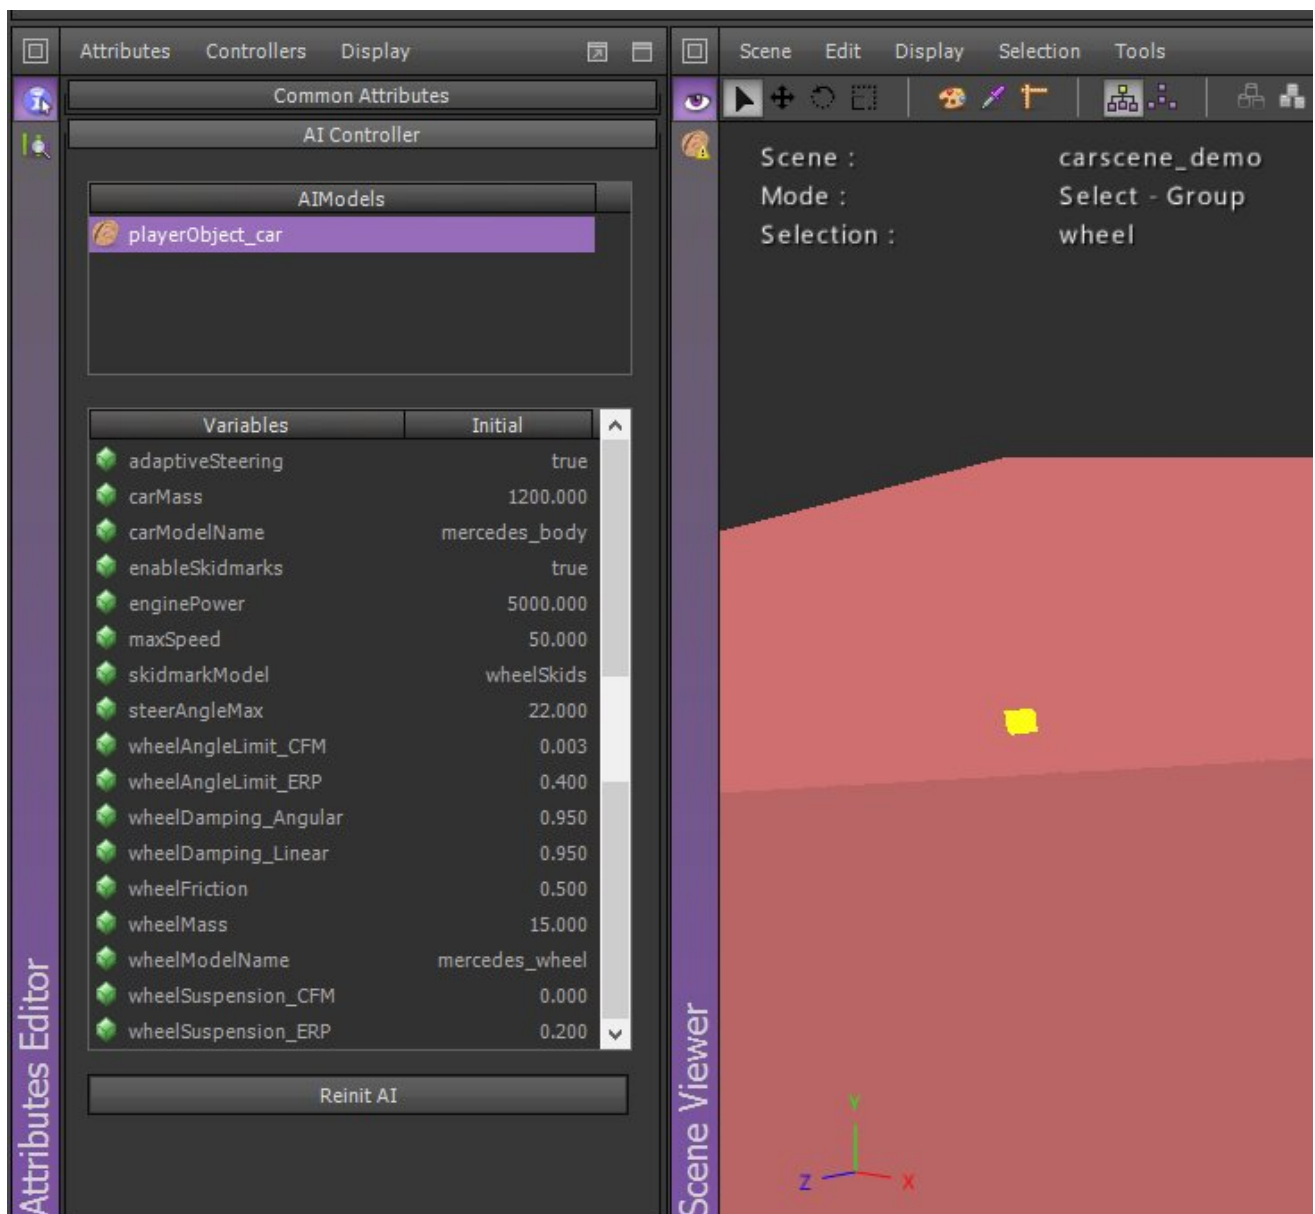 Attributes Controllers Display
Common Attributes
AI Controller
AIModels
playerObject_car
Variables Initial
adaptiveSteering true
carMass 1200.000
carModelName mercedes_body
enableSkidmarks true
enginePower 5000.000
maxSpeed 50.000
skidmarkModel wheelSkids
steerAngleMax 22.000
wheelAngleLimit_CFM 0.003
wheelAngleLimit_ERP 0.400
wheelDamping_Angular 0.950
wheelDamping_Linear 0.950
wheelFriction 0.500
wheelMass 15.000
wheelModelName mercedes_wheel
wheelSuspension_CFM 0.000
wheelSuspension_ERP 0.200
Reinit AI
Attributes Editor
Scene Edit Display Selection Tools
Scene : carscene_demo
Mode : Select - Group
Selection : wheel
Y
Z X
Scene Viewer